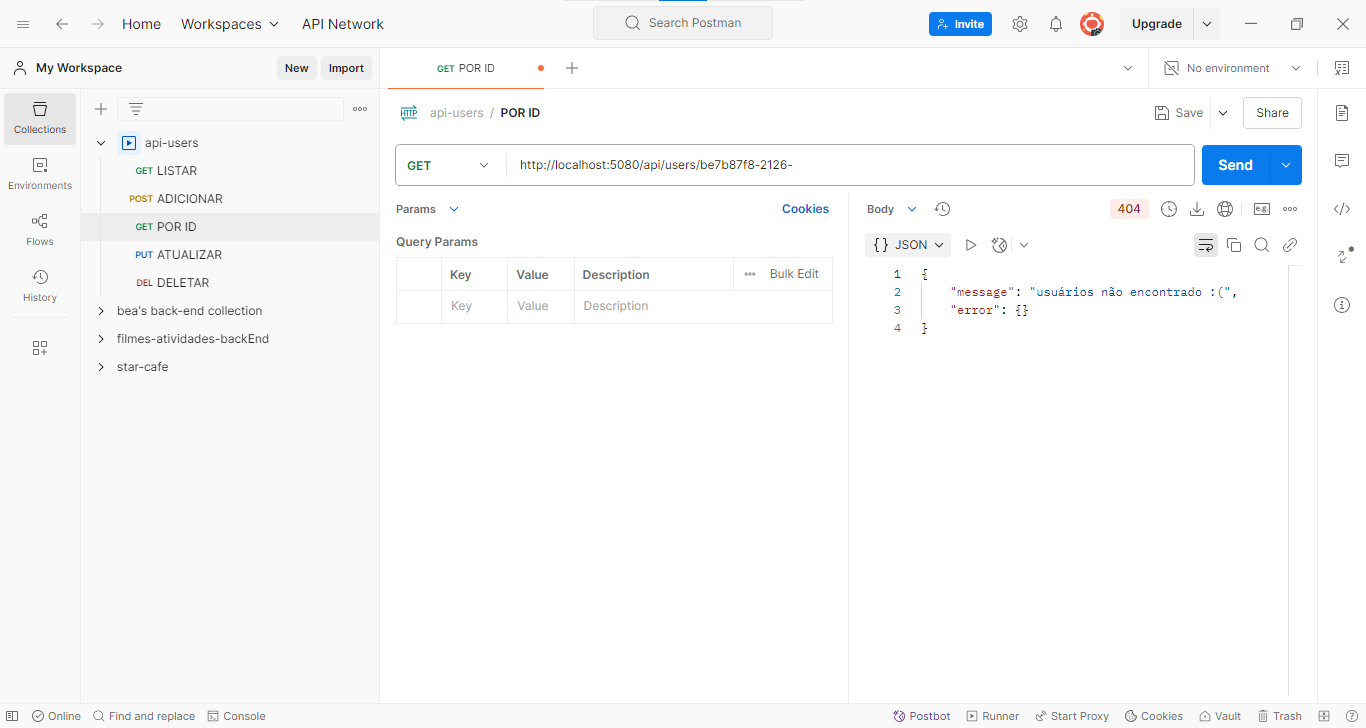 Home Workspaces API Network Search Postman Invite Upgrade
My Workspace New Import GET POR ID No environment
Collections
Environments
Flows
History
api-users
GET LISTAR
POST ADICIONAR
GET POR ID
PUT ATUALIZAR
DEL DELETAR
bea's back-end collection
filmes-atividades-backEnd
star-cafe
HTTP api-users / POR ID Save Share
GET http://localhost:5080/api/users/be7b87f8-2126- Send
Params Cookies
Query Params
Key Value Description Bulk Edit
Key Value Description
Body 404 e.g.
{} JSON
1 {
2 "message": "usuários não encontrado :(",
3 "error": {}
4 }
Online Find and replace Console Postbot Runner Start Proxy Cookies Vault Trash